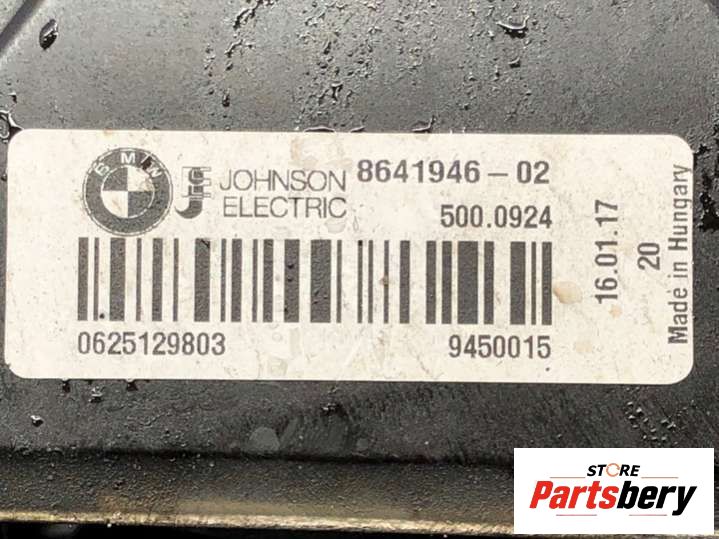 BMW
JOHNSON
ELECTRIC
8641946-02
500.0924
0625129803
9450015
16.01.17
20
Made in Hungary
STORE
Partsbery